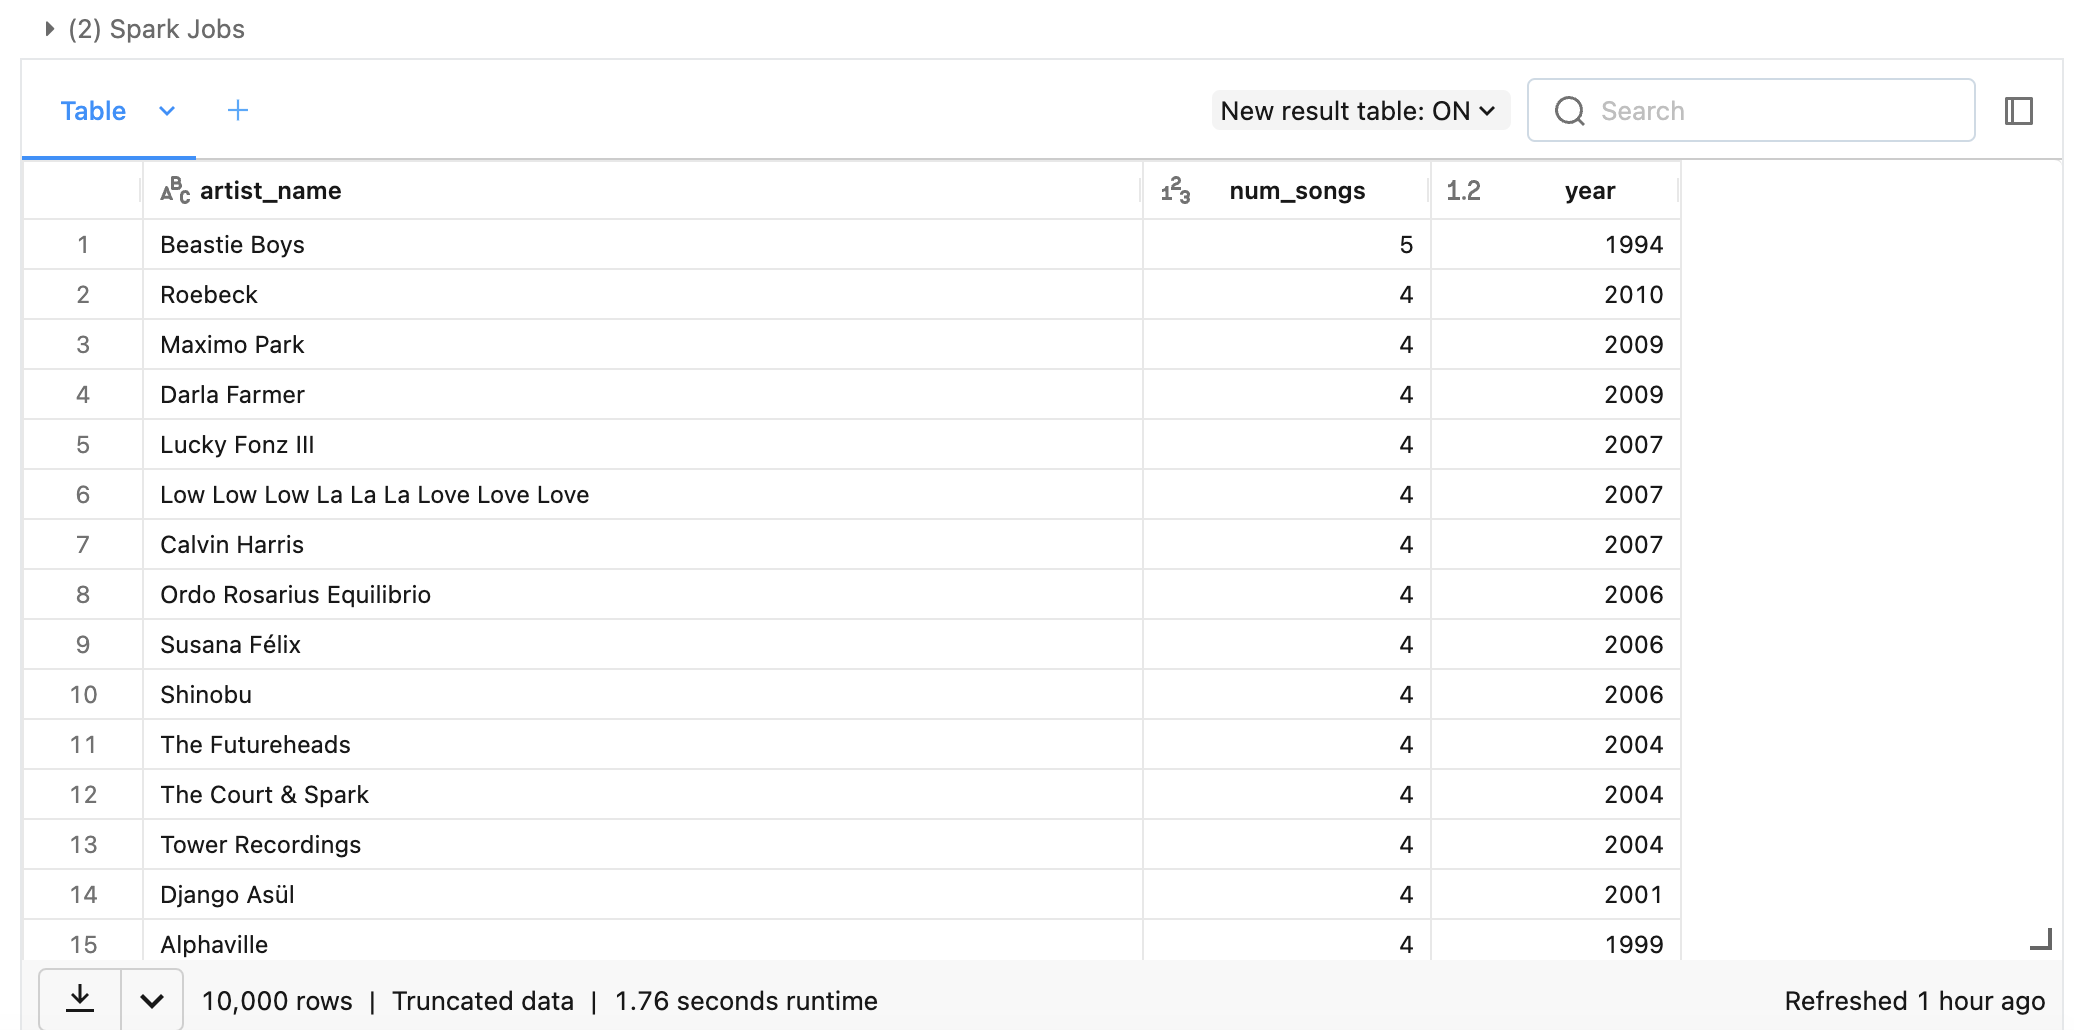 (2) Spark Jobs
Table
New result table: ON
Search
ABC artist_name 123 num_songs 1.2 year
1 Beastie Boys 5 1994
2 Roebeck 4 2010
3 Maximo Park 4 2009
4 Darla Farmer 4 2009
5 Lucky Fonz III 4 2007
6 Low Low Low La La La Love Love Love 4 2007
7 Calvin Harris 4 2007
8 Ordo Rosarius Equilibrio 4 2006
9 Susana Félix 4 2006
10 Shinobu 4 2006
11 The Futureheads 4 2004
12 The Court & Spark 4 2004
13 Tower Recordings 4 2004
14 Django Asül 4 2001
15 Alphaville 4 1999
10,000 rows | Truncated data | 1.76 seconds runtime
Refreshed 1 hour ago